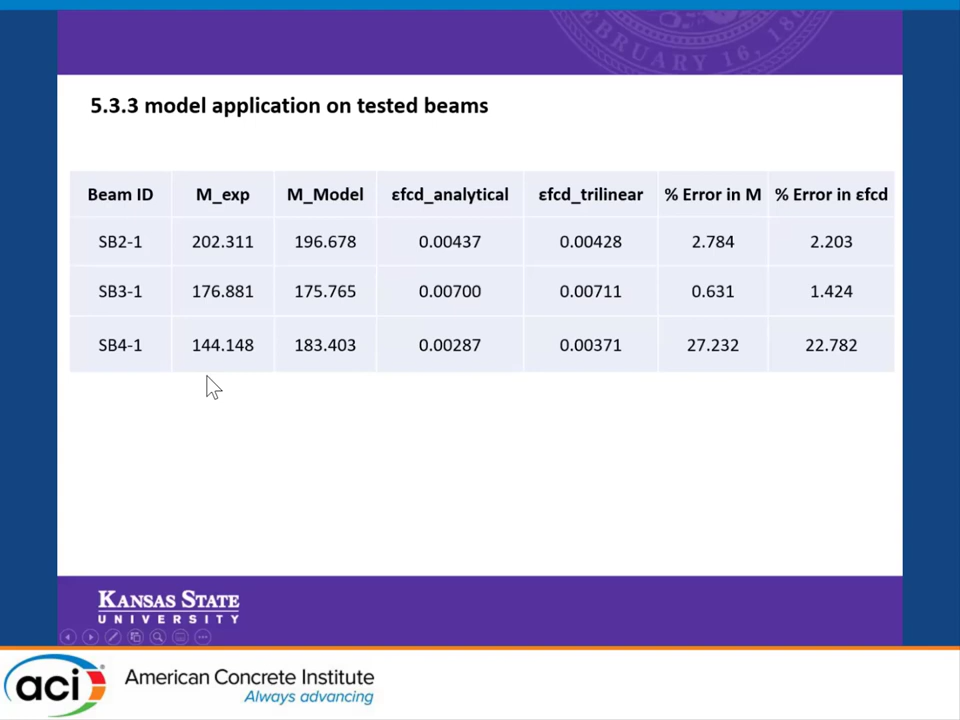 FEBRUARY 16, 18
5.3.3 model application on tested beams
Beam ID M_exp M_Model εfcd_analytical εfcd_trilinear % Error in M % Error in εfcd
SB2-1 202.311 196.678 0.00437 0.00428 2.784 2.203
SB3-1 176.881 175.765 0.00700 0.00711 0.631 1.424
SB4-1 144.148 183.403 0.00287 0.00371 27.232 22.782
KANSAS STATE
UNIVERSITY
aci® American Concrete Institute
Always advancing